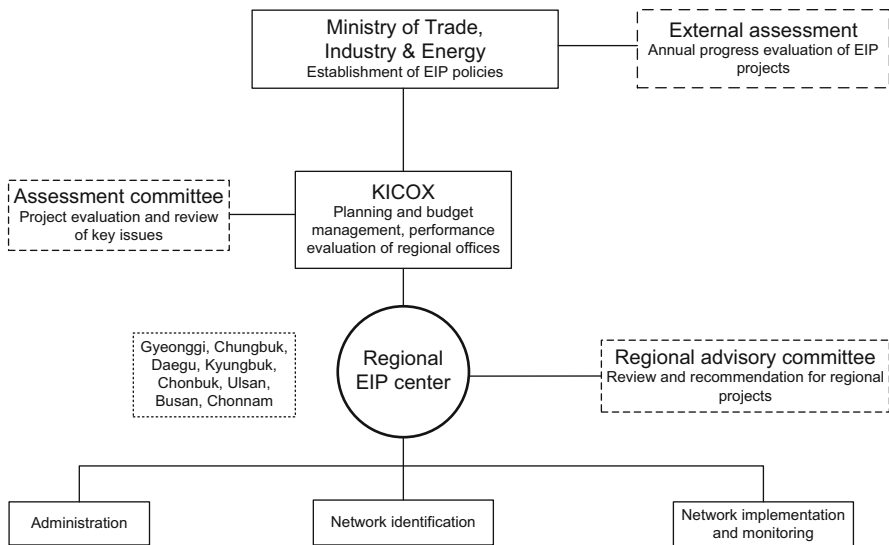 Ministry of Trade,
Industry & Energy
Establishment of EIP policies
External assessment
Annual progress evaluation of EIP
projects
Assessment committee
Project evaluation and review
of key issues
KICOX
Planning and budget
management, performance
evaluation of regional offices
Gyeonggi, Chungbuk,
Daegu, Kyungbuk,
Chonbuk, Ulsan,
Busan, Chonnam
Regional
EIP center
Regional advisory committee
Review and recommendation for regional
projects
Administration
Network identification
Network implementation
and monitoring